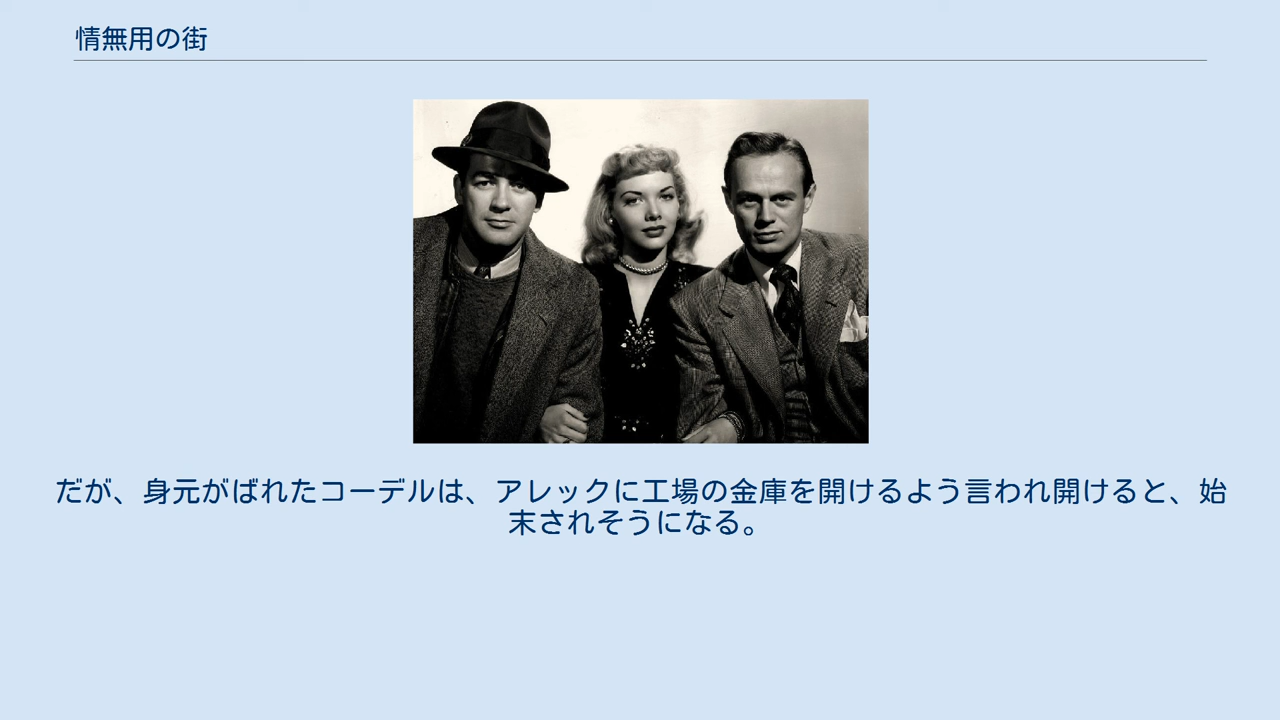 情無用の街
だが、身元がばれたコーデルは、アレックに工場の金庫を開けるよう言われ開けると、始
末されそうになる。